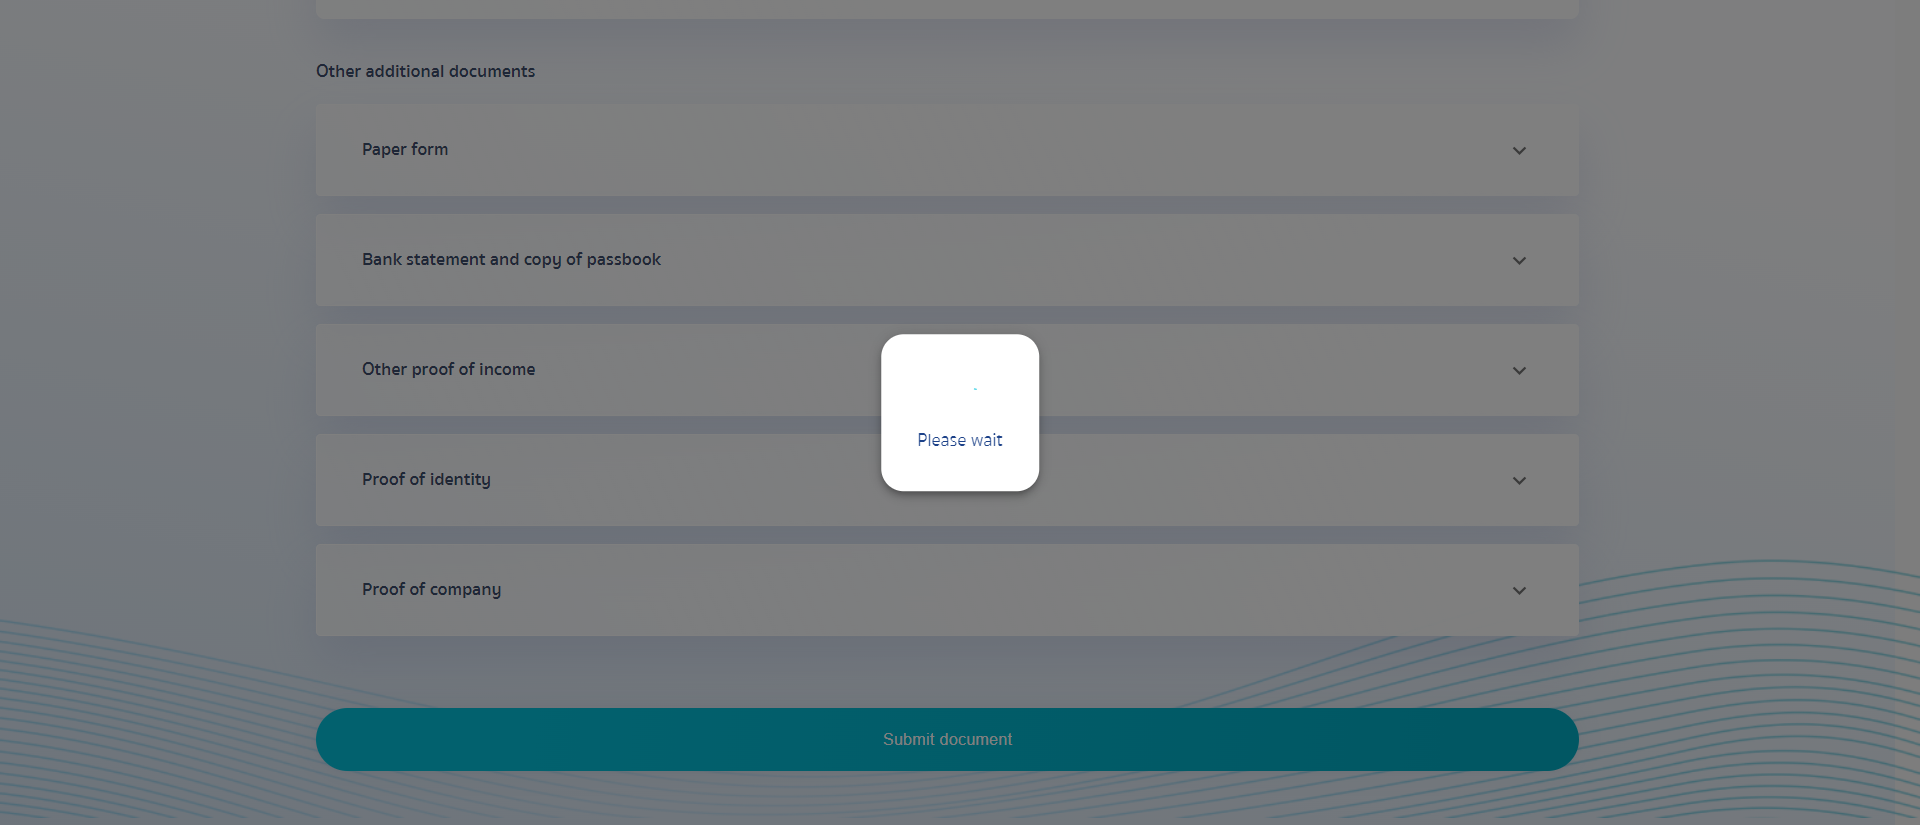 Other additional documents
Paper form
Bank statement and copy of passbook
Other proof of income
Please wait
Proof of identity
Proof of company
Submit document